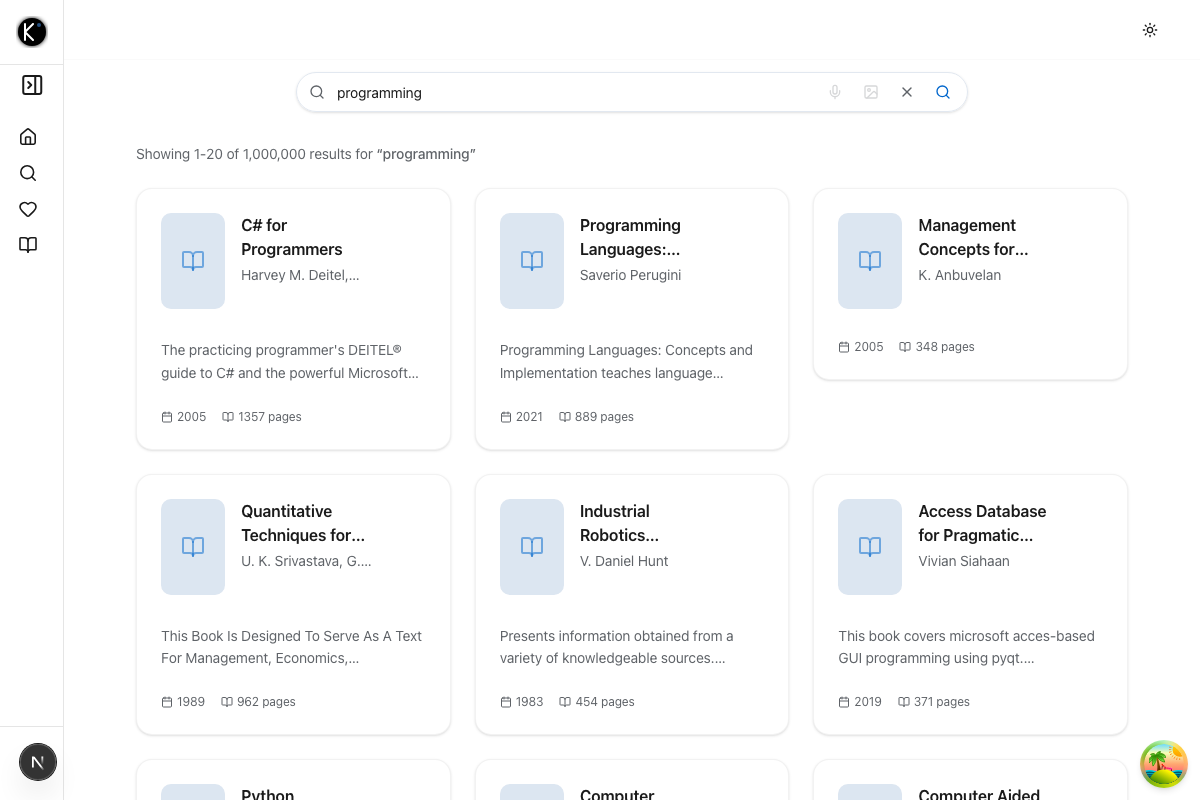 K
programming
Showing 1-20 of 1,000,000 results for “programming”
C# for
Programmers
Harvey M. Deitel,...
The practicing programmer's DEITEL®
guide to C# and the powerful Microsoft...
2005 1357 pages
Programming
Languages:...
Saverio Perugini
Programming Languages: Concepts and
Implementation teaches language...
2021 889 pages
Management
Concepts for...
K. Anbuvelan
2005 348 pages
Quantitative
Techniques for...
U. K. Srivastava, G....
This Book Is Designed To Serve As A Text
For Management, Economics,...
1989 962 pages
Industrial
Robotics...
V. Daniel Hunt
Presents information obtained from a
variety of knowledgeable sources....
1983 454 pages
Access Database
for Pragmatic...
Vivian Siahaan
This book covers microsoft acces-based
GUI programming using pyqt....
2019 371 pages
Python
Computer
Computer Aided
N